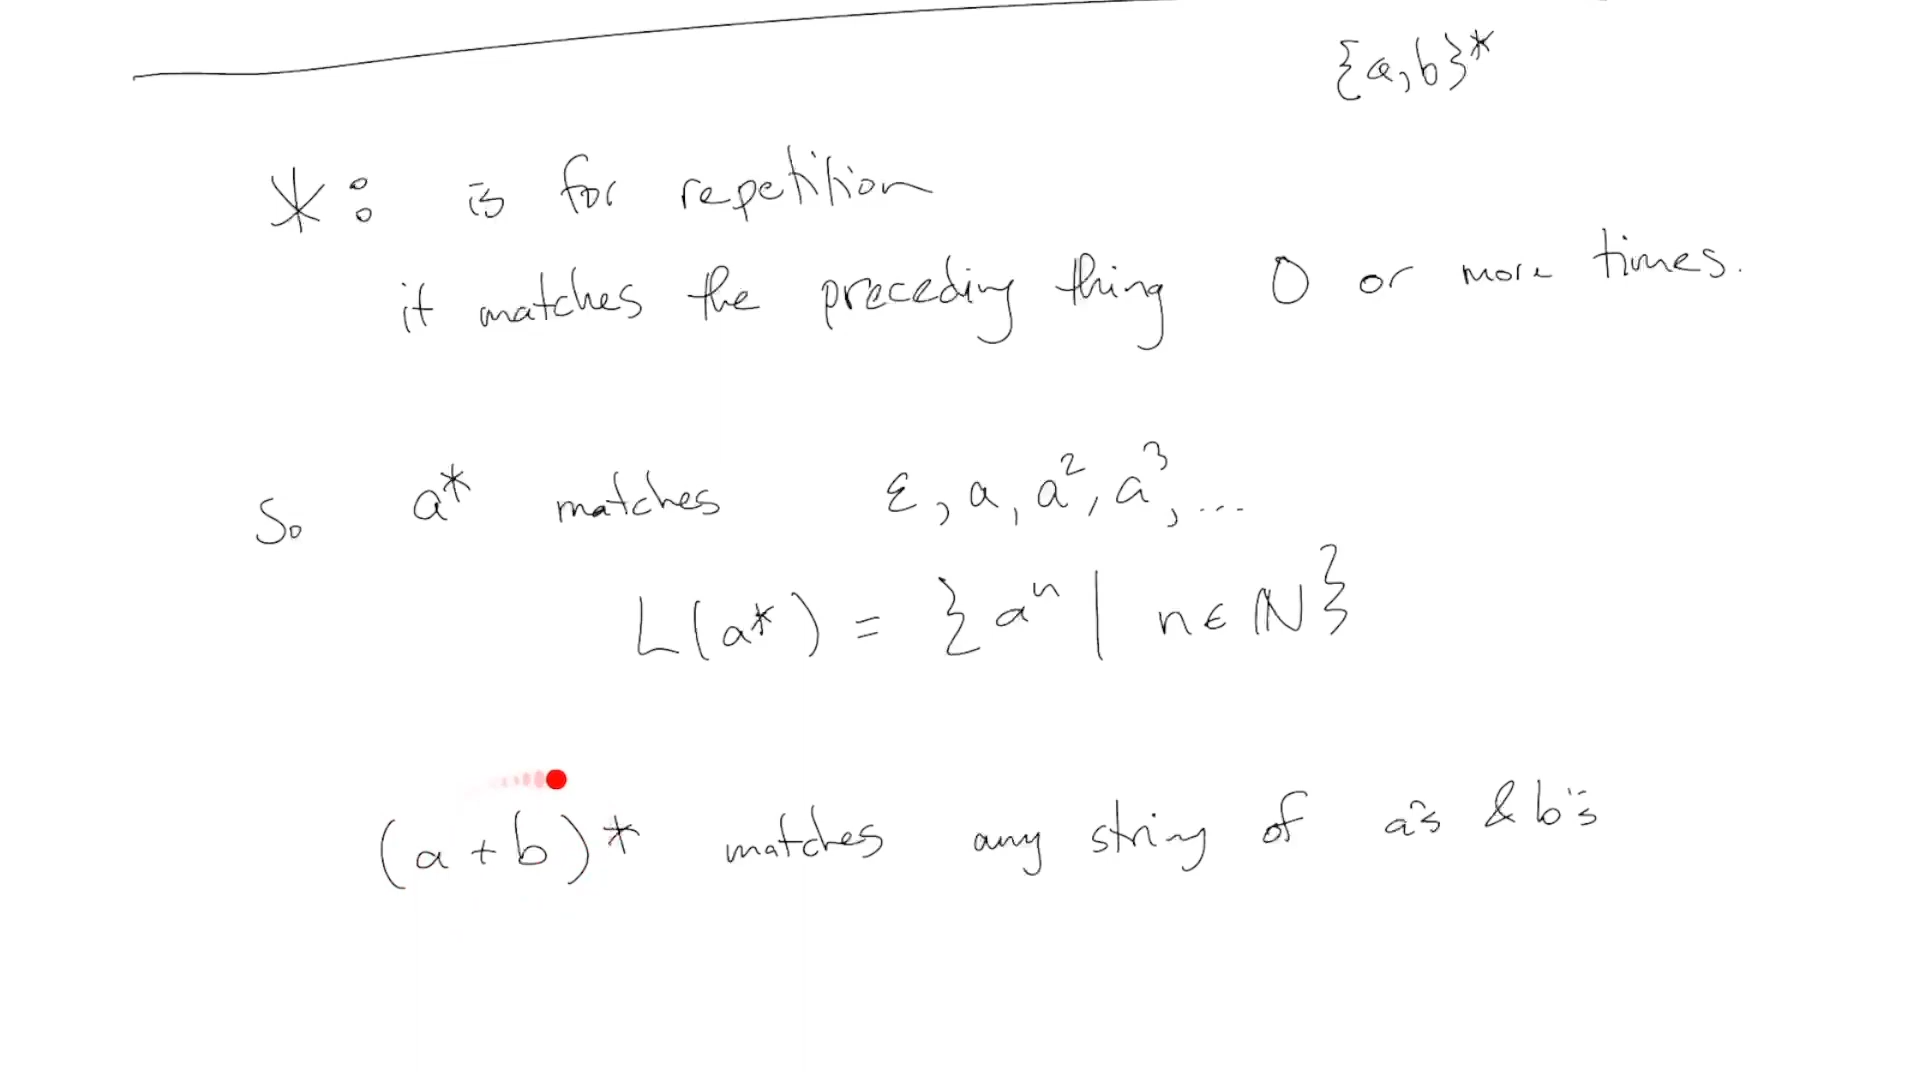 {a,b}*
*: is for repetition
it matches the preceding thing 0 or more times.
So a* matches ε, a, a², a³, ...
L(a*) = {aⁿ | n ∈ ℕ}
(a+b)* matches any string of a's & b's